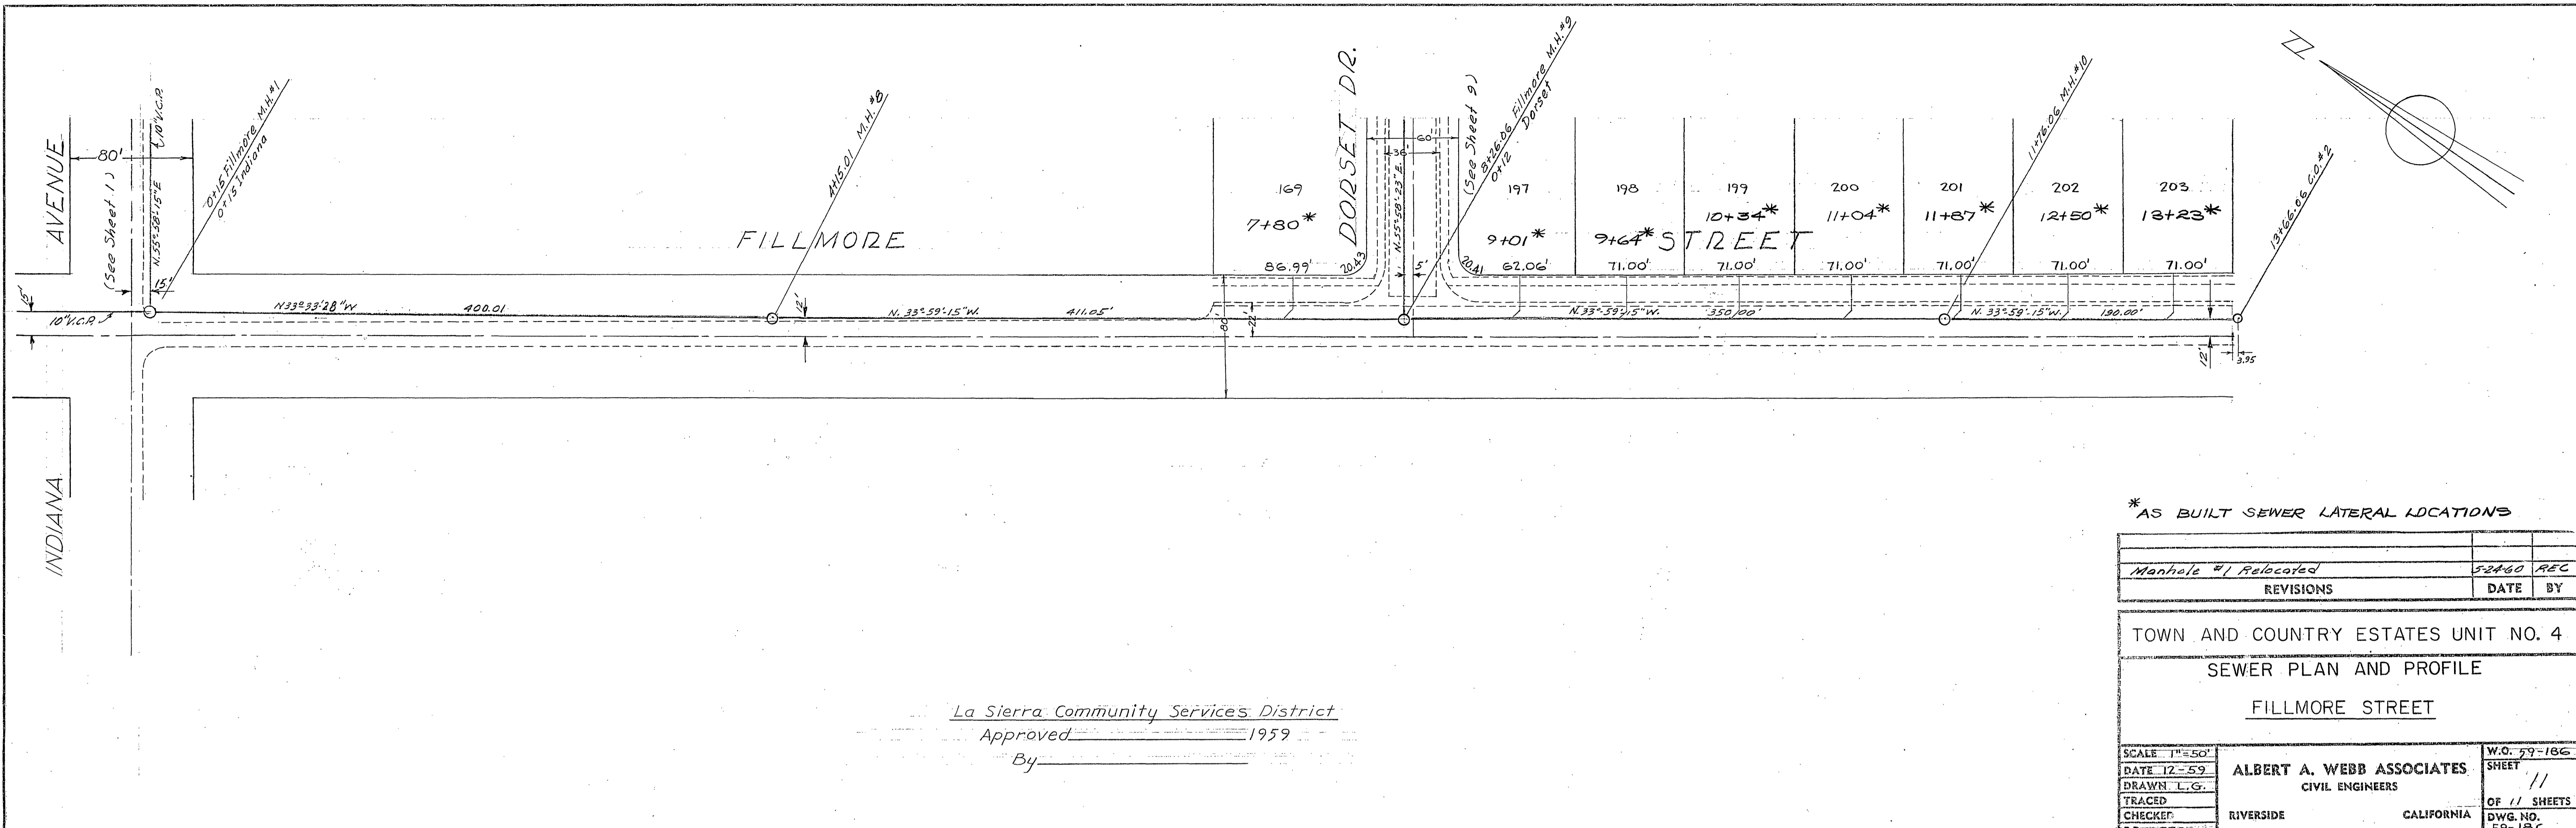 AVENUE
INDIANA
80'
(See Sheet 1)
N.55°-58'-15"E
10" V.C.P.
0+15 Fillmore M.H.#1
0+15 Indiana
15'
15'
10" V.C.P.
N33°33'28"W
400.01
FILLMORE
4+15.01 M.H.#8
12'
N. 33°-59'-15"W.
411.05'
80
22'
169
7+80*
86.99'
20.43
DORSET DR.
60
36'
N.55°58'-23"E.
5'
(See Sheet 9)
8+26.06 Fillmore M.H.#9
0+12 Dorset
20.41
197
9+01*
62.06'
198
9+64*
71.00'
STREET
199
10+34*
71.00'
200
11+04*
71.00'
201
11+87*
71.00'
202
12+50*
71.00'
203
13+23*
71.00'
N.33°-59'-15"W.
350.00'
11+76.06 M.H.#10
N. 33°-59'-15"W.
190.00'
13+66.06 C.O.#2
12'
3.95
N
*AS BUILT SEWER LATERAL LOCATIONS
Manhole #1 Relocated 5-24-60 REC
REVISIONS DATE BY
TOWN AND COUNTRY ESTATES UNIT NO. 4
SEWER PLAN AND PROFILE
FILLMORE STREET
La Sierra Community Services District
Approved 1959
By
SCALE 1"=50'
DATE 12-59
DRAWN L.G.
TRACED
CHECKED
ALBERT A. WEBB ASSOCIATES
CIVIL ENGINEERS
RIVERSIDE CALIFORNIA
W.O. 59-186
SHEET
11
OF 11 SHEETS
DWG. NO.